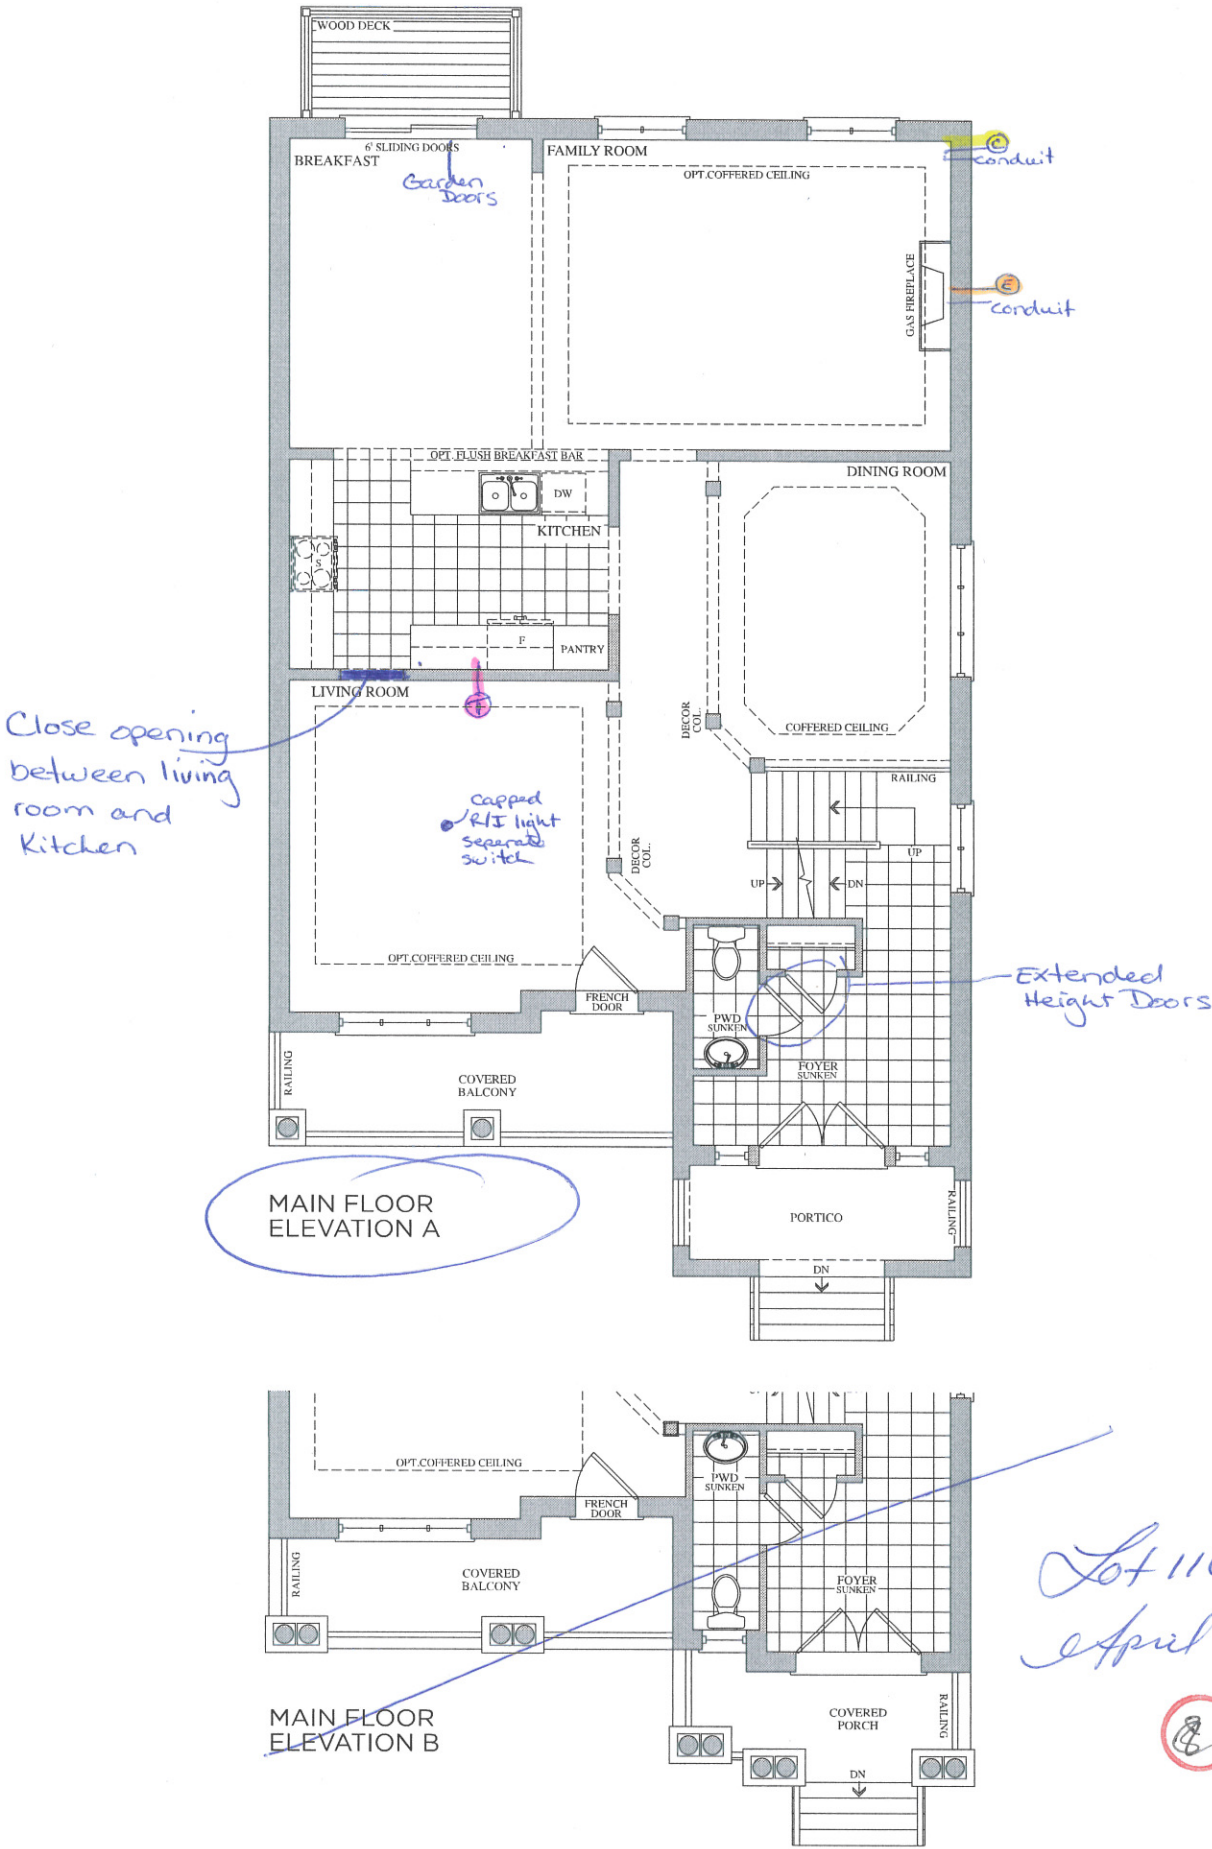 WOOD DECK
6' SLIDING DOORS
BREAKFAST
FAMILY ROOM
Garden
Doors
OPT.COFFERED CEILING
C
conduit
GAS FIREPLACE
E
conduit
OPT. FLUSH BREAKFAST BAR
DW
KITCHEN
DINING ROOM
S
F
PANTRY
LIVING ROOM
DECOR
COL.
COFFERED CEILING
RAILING
Close opening
between living
room and
Kitchen
capped
R/I light
seperate
switch
DECOR
COL.
UP
UP
DN
OPT.COFFERED CEILING
FRENCH
DOOR
PWD
SUNKEN
Extended
Height Doors
FOYER
SUNKEN
RAILING
COVERED
BALCONY
MAIN FLOOR
ELEVATION A
PORTICO
RAILING
DN
OPT.COFFERED CEILING
FRENCH
DOOR
PWD
SUNKEN
RAILING
COVERED
BALCONY
FOYER
SUNKEN
Lot
April
MAIN FLOOR
ELEVATION B
COVERED
PORCH
RAILING
DN
8